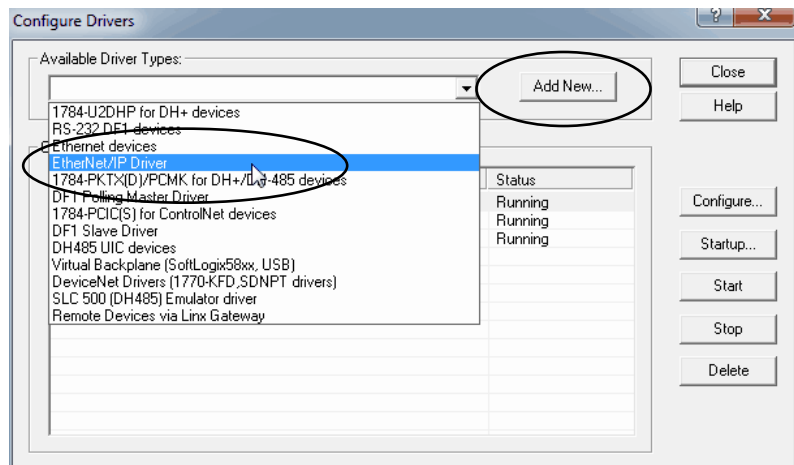 Configure Drivers
Available Driver Types:
Add New...
Close
Help
1784-U2DHP for DH+ devices
RS-232 DF1 devices
Ethernet devices
EtherNet/IP Driver
1784-PKTX(D)/PCMK for DH+/DH-485 devices
DF1 Polling Master Driver
1784-PCIC(S) for ControlNet devices
DF1 Slave Driver
DH485 UIC devices
Virtual Backplane (SoftLogix58xx, USB)
DeviceNet Drivers (1770-KFD,SDNPT drivers)
SLC 500 (DH485) Emulator driver
Remote Devices via Linx Gateway
Status
Running
Running
Running
Configure...
Startup...
Start
Stop
Delete